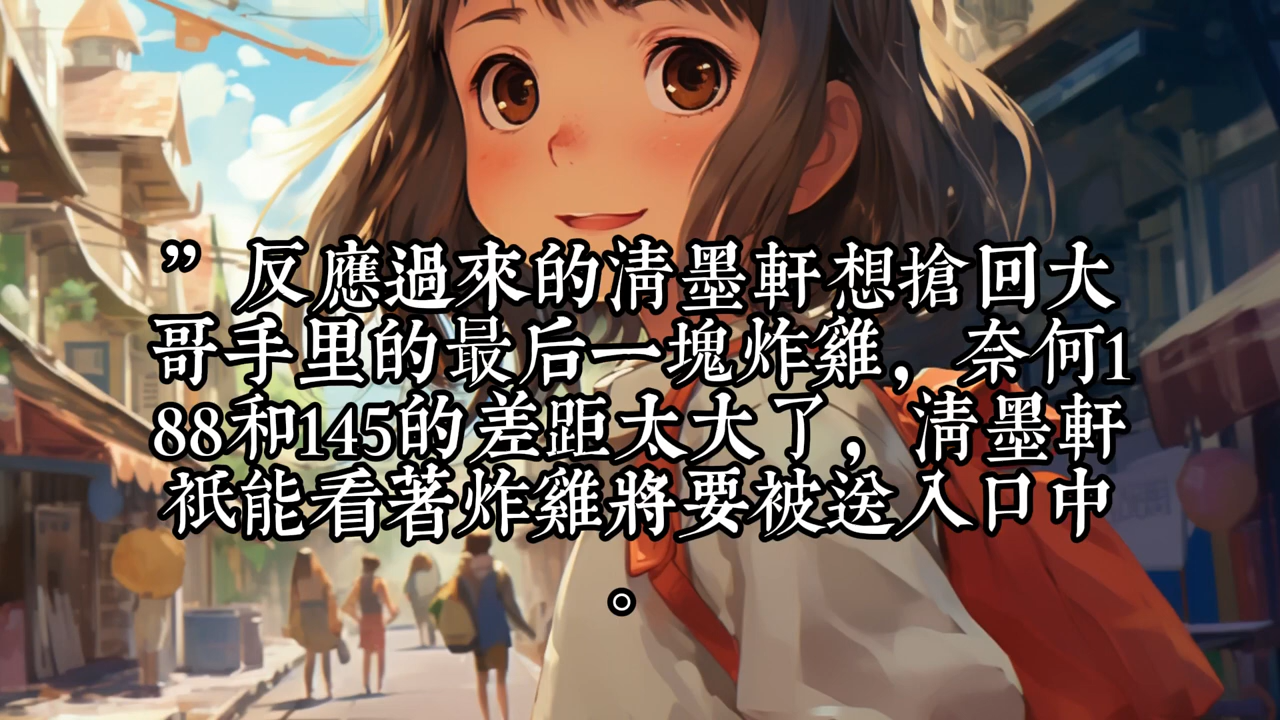 ”反應過來的清墨軒想搶回大
哥手里的最后一塊炸雞，奈何1
88和145的差距太大了，清墨軒
衹能看著炸雞將要被送入口中
。